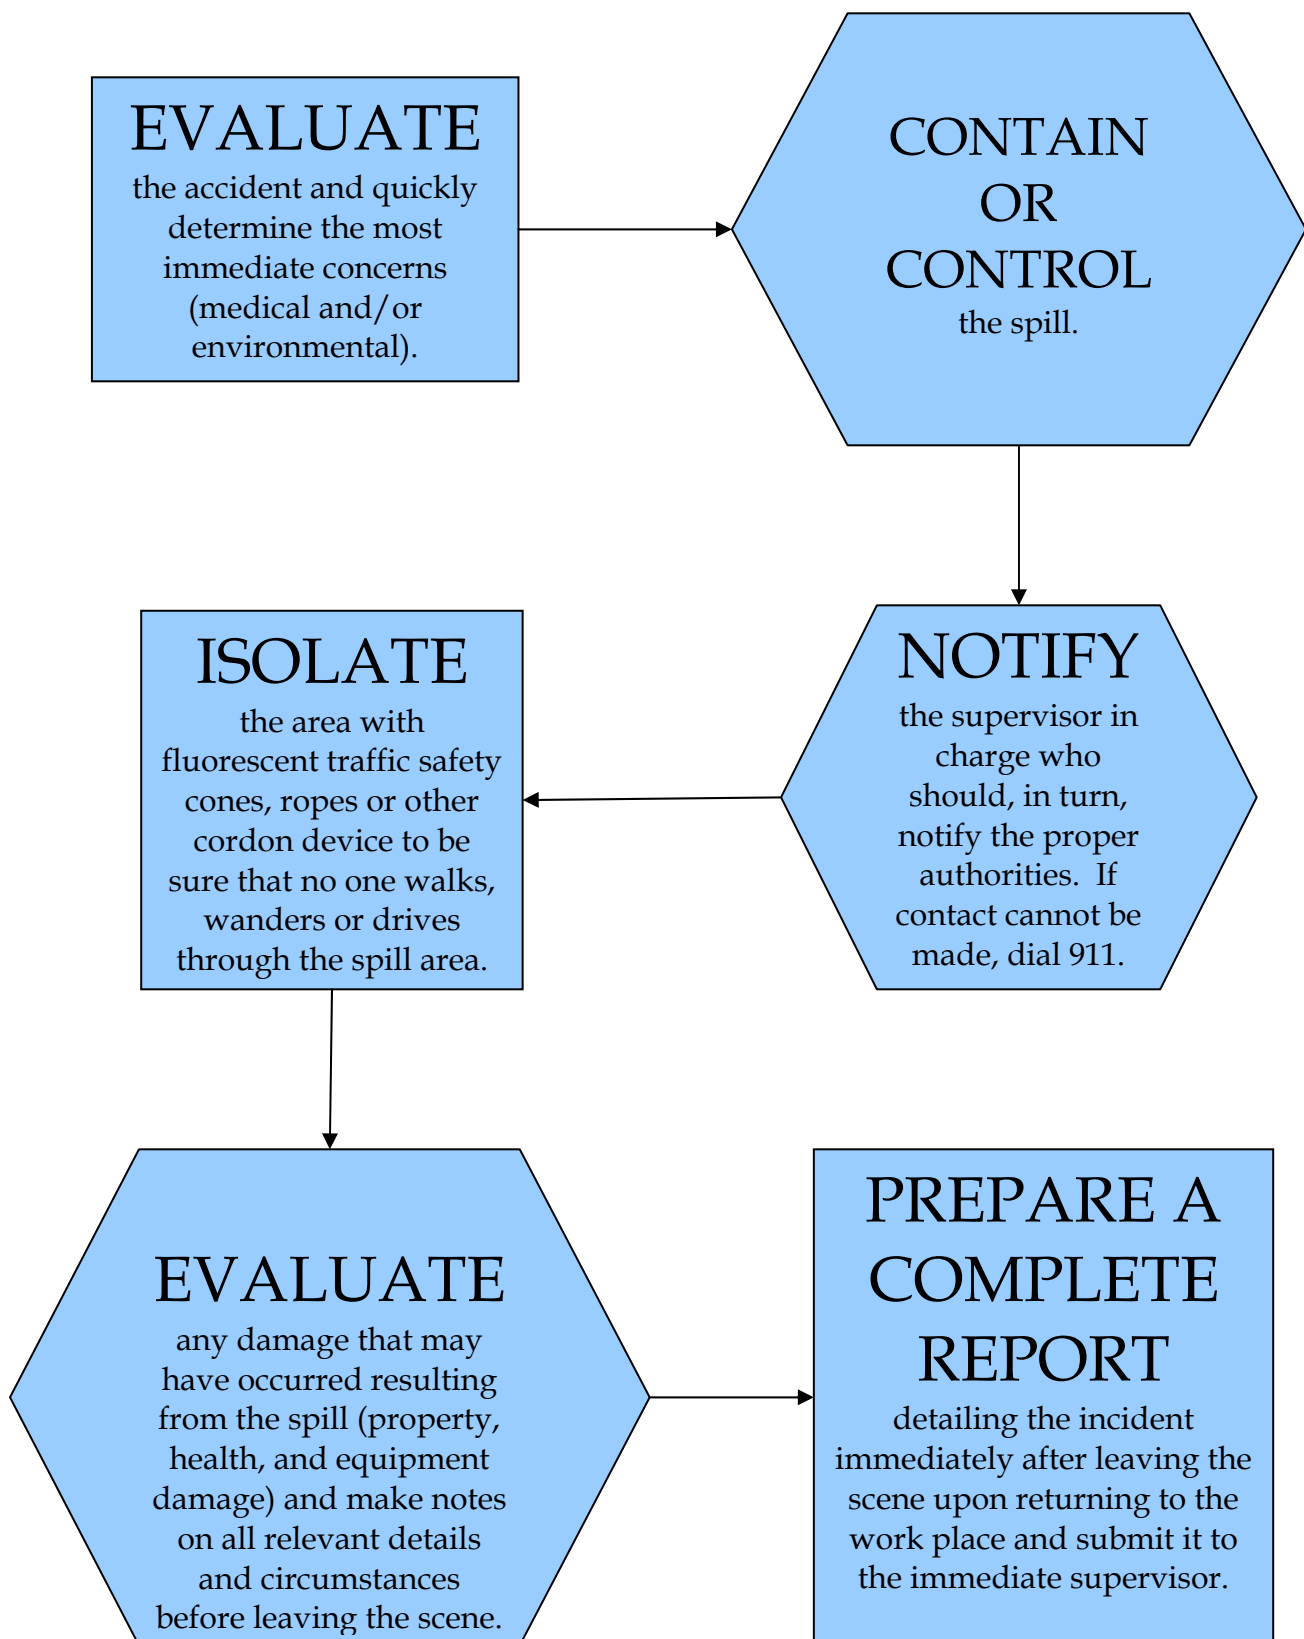 EVALUATE
the accident and quickly
determine the most
immediate concerns
(medical and/or
environmental).
CONTAIN
OR
CONTROL
the spill.
NOTIFY
the supervisor in
charge who
should, in turn,
notify the proper
authorities.  If
contact cannot be
made, dial 911.
ISOLATE
the area with
fluorescent traffic safety
cones, ropes or other
cordon device to be
sure that no one walks,
wanders or drives
through the spill area.
EVALUATE
any damage that may
have occurred resulting
from the spill (property,
health, and equipment
damage) and make notes
on all relevant details
and circumstances
before leaving the scene.
PREPARE A
COMPLETE
REPORT
detailing the incident
immediately after leaving the
scene upon returning to the
work place and submit it to
the immediate supervisor.